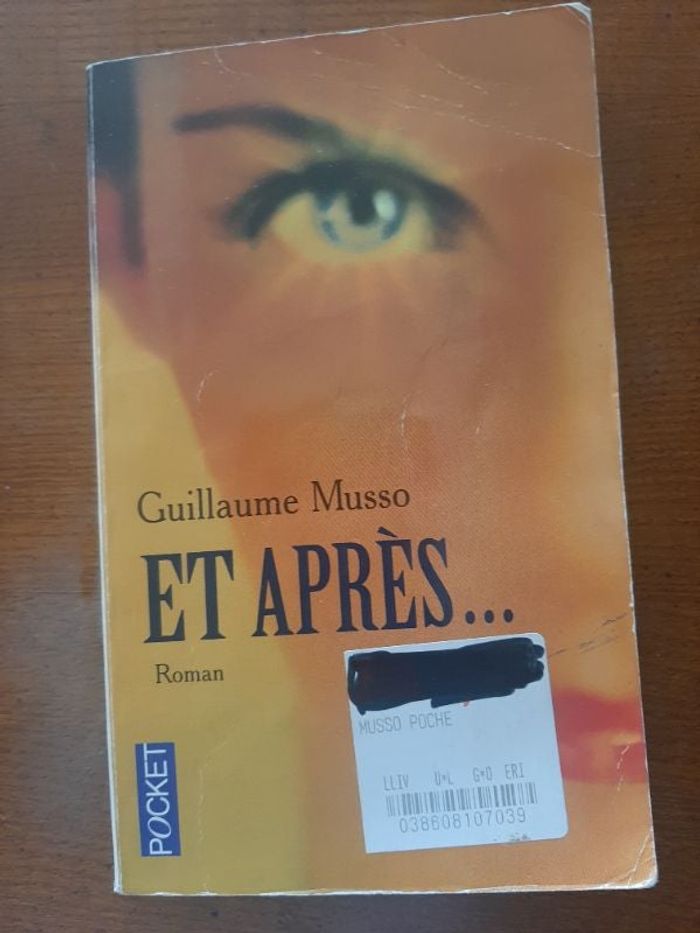 Guillaume Musso
ET APRÈS...
Roman
POCKET
MUSSO POCHE
LLIV U*L G*O ERI
038608107039